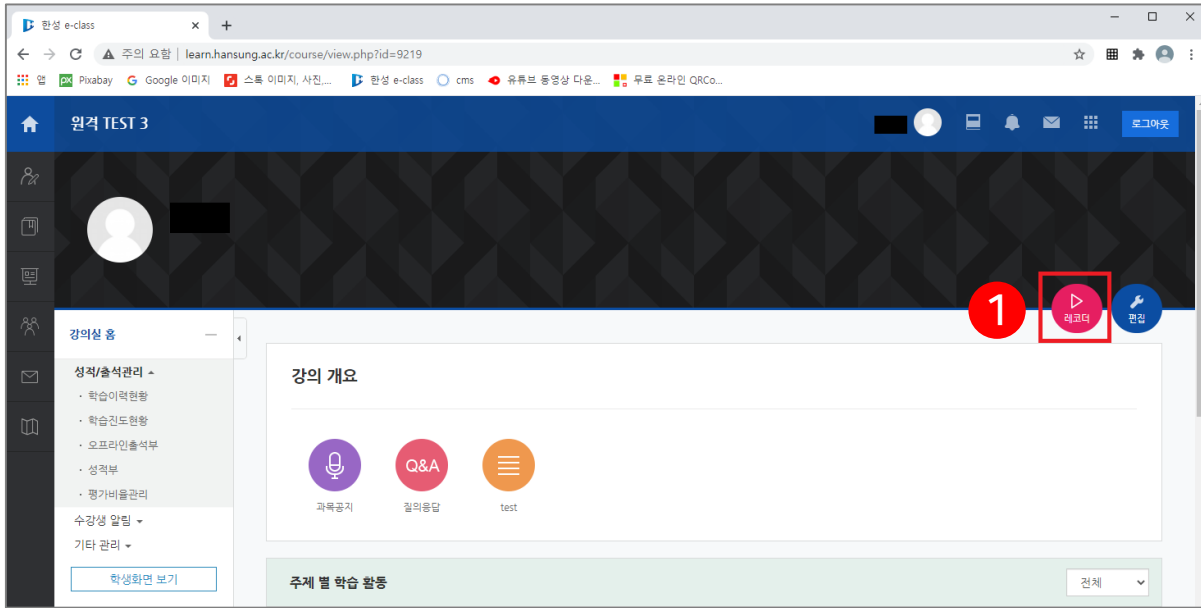 한성 e-class
주의 요함 | learn.hansung.ac.kr/course/view.php?id=9219
앱 Pixabay Google 이미지 스톡 이미지, 사진,... 한성 e-class cms 유튜브 동영상 다운... 무료 온라인 QRCo...
원격 TEST 3
로그아웃
1
레코더
편집
강의실 홈
성적/출석관리
· 학습이력현황
· 학습진도현황
· 오프라인출석부
· 성적부
· 평가비율관리
수강생 알림
기타 관리
학생화면 보기
강의 개요
Q&A
과목공지 질의응답 test
주제 별 학습 활동
전체